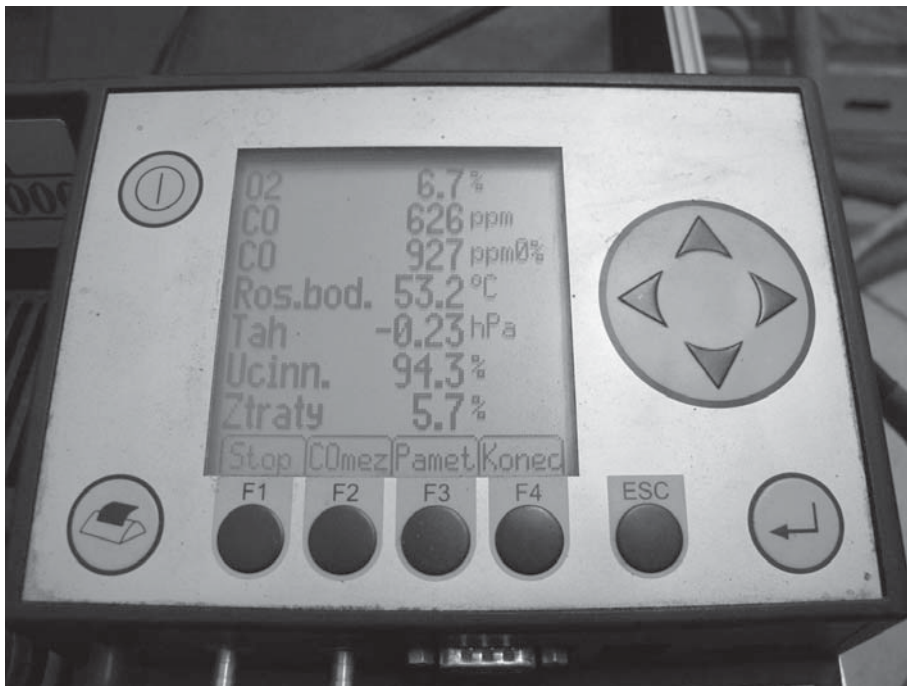 000
O2 6.7 %
CO 626 ppm
CO 927 ppm0%
Ros.bod. 53.2 °C
Tah -0.23 hPa
Ucinn. 94.3 %
Ztraty 5.7 %
Stop COmez Pamet Konec
F1 F2 F3 F4 ESC